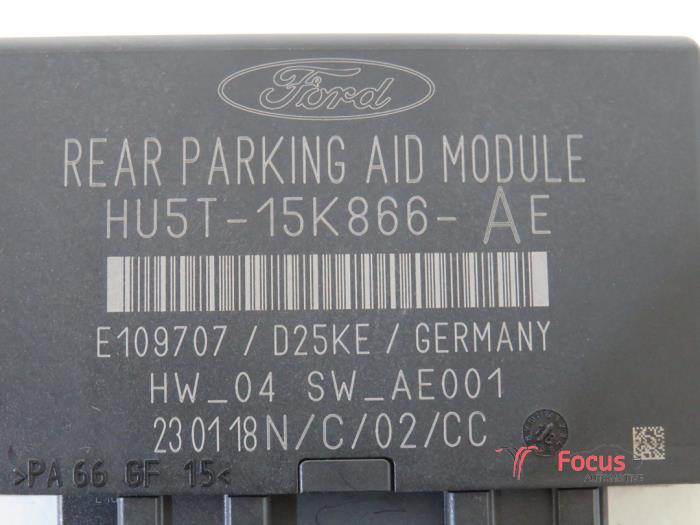 Ford
REAR PARKING AID MODULE
HU5T-15K866-AE
E109707 / D25KE / GERMANY
HW_04 SW_AE001
230118N/C/02/CC
>PA 66 GF 15<
Focus
AUTOMOTIVE